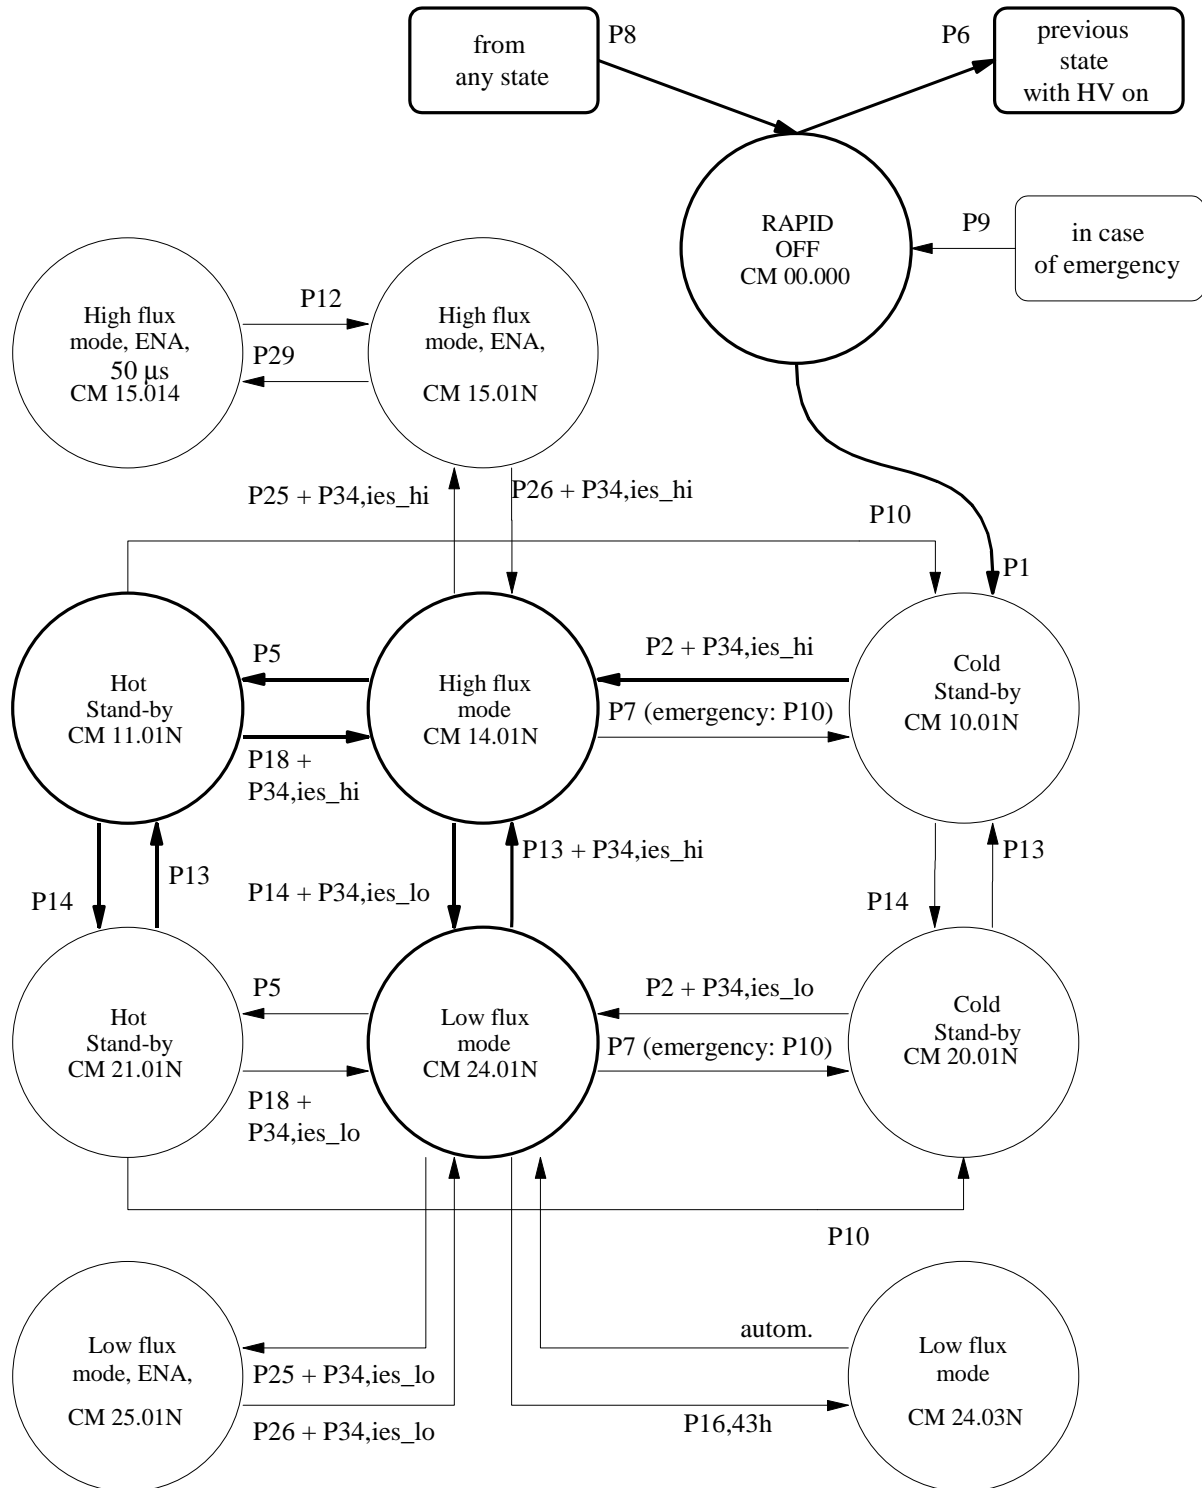 from
any state
P8
P6
previous
state
with HV on
RAPID
OFF
CM 00.000
P9
in case
of emergency
High flux
mode, ENA,
50 μs
CM 15.014
P12
P29
High flux
mode, ENA,
CM 15.01N
P25 + P34,ies_hi
P26 + P34,ies_hi
P10
P1
Hot
Stand-by
CM 11.01N
P5
P18 +
P34,ies_hi
High flux
mode
CM 14.01N
P2 + P34,ies_hi
P7 (emergency: P10)
Cold
Stand-by
CM 10.01N
P14
P13
P14 + P34,ies_lo
P13 + P34,ies_hi
P14
P13
Hot
Stand-by
CM 21.01N
P5
P18 +
P34,ies_lo
Low flux
mode
CM 24.01N
P2 + P34,ies_lo
P7 (emergency: P10)
Cold
Stand-by
CM 20.01N
P10
Low flux
mode, ENA,
CM 25.01N
P25 + P34,ies_lo
P26 + P34,ies_lo
autom.
P16,43h
Low flux
mode
CM 24.03N